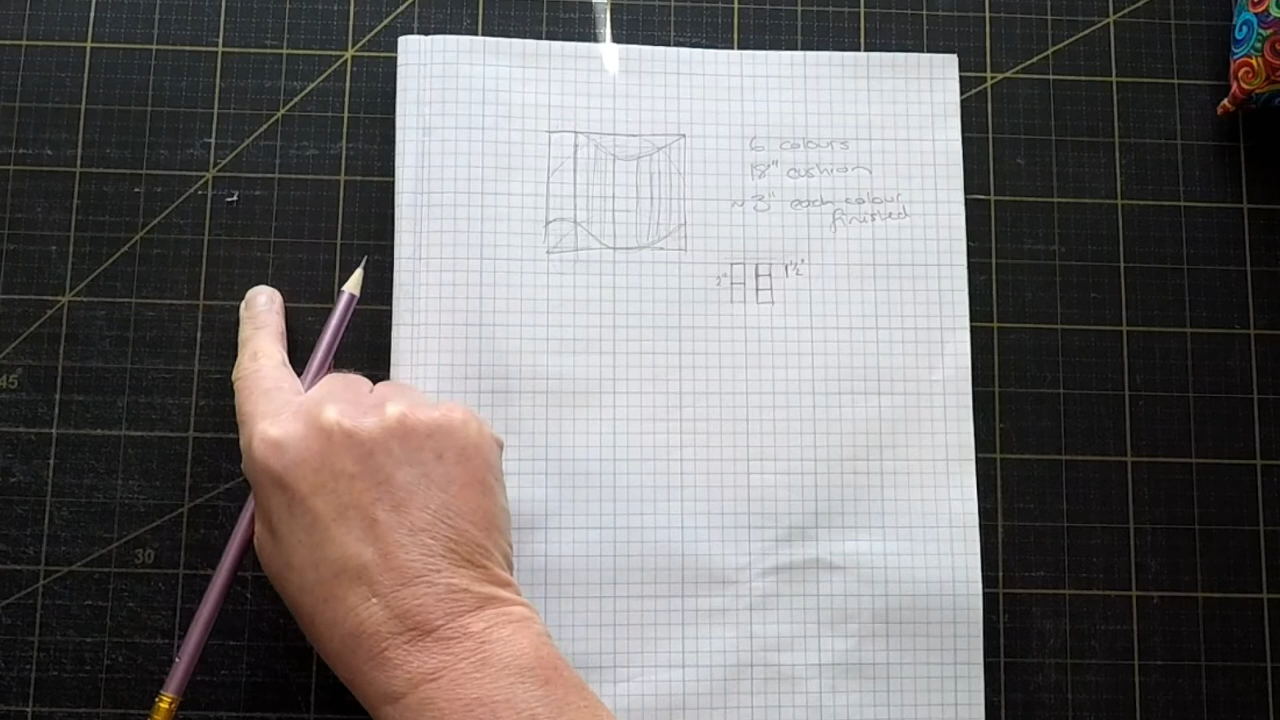 6 colours
18" cushion
~ 3" each colour
finished
2" 1½"
45°
30